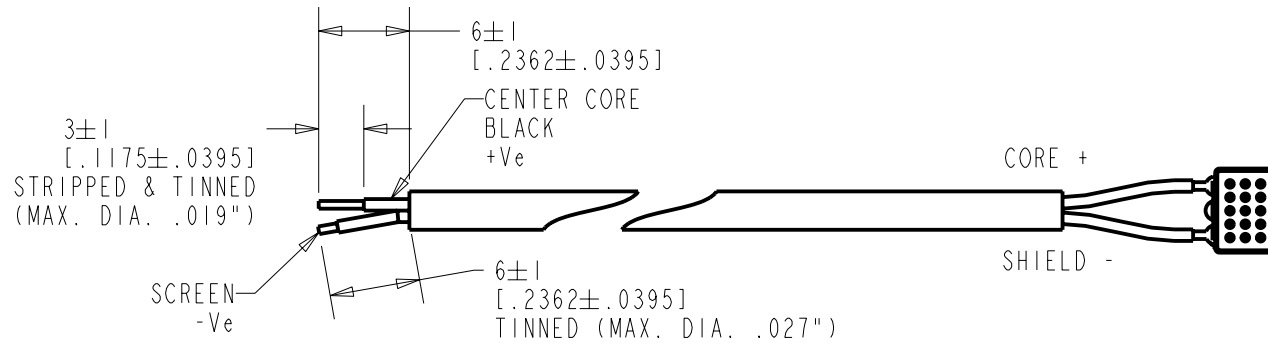 6±1
[.2362±.0395]
CENTER CORE
BLACK
+Ve
3±1
[.1175±.0395]
STRIPPED & TINNED
(MAX. DIA. .019")
CORE +
SHIELD -
SCREEN
-Ve
6±1
[.2362±.0395]
TINNED (MAX. DIA. .027")